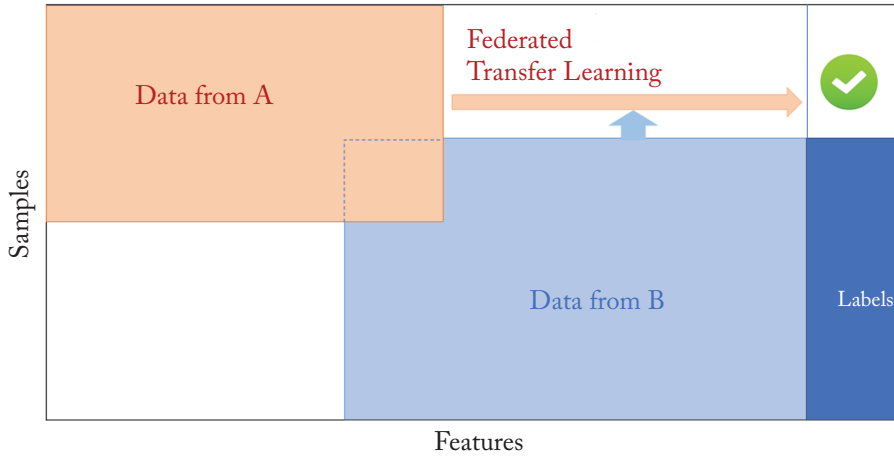 Federated
Transfer Learning
Data from A
Samples
Data from B
Labels
Features